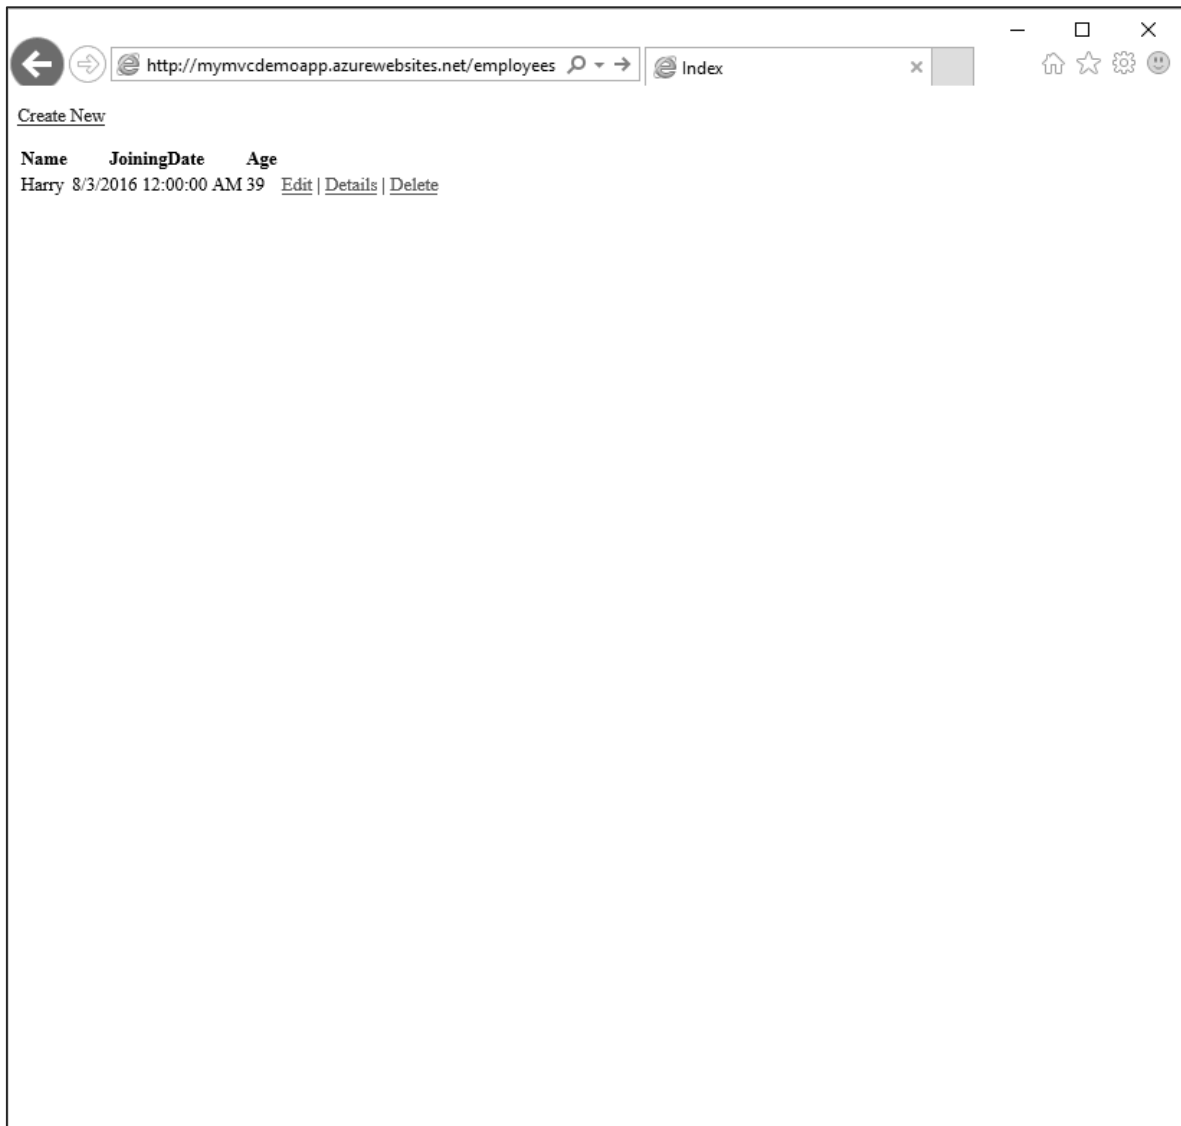 http://mymvcdemoapp.azurewebsites.net/employees
Index
Create New
Name JoiningDate Age
Harry 8/3/2016 12:00:00 AM 39 Edit | Details | Delete